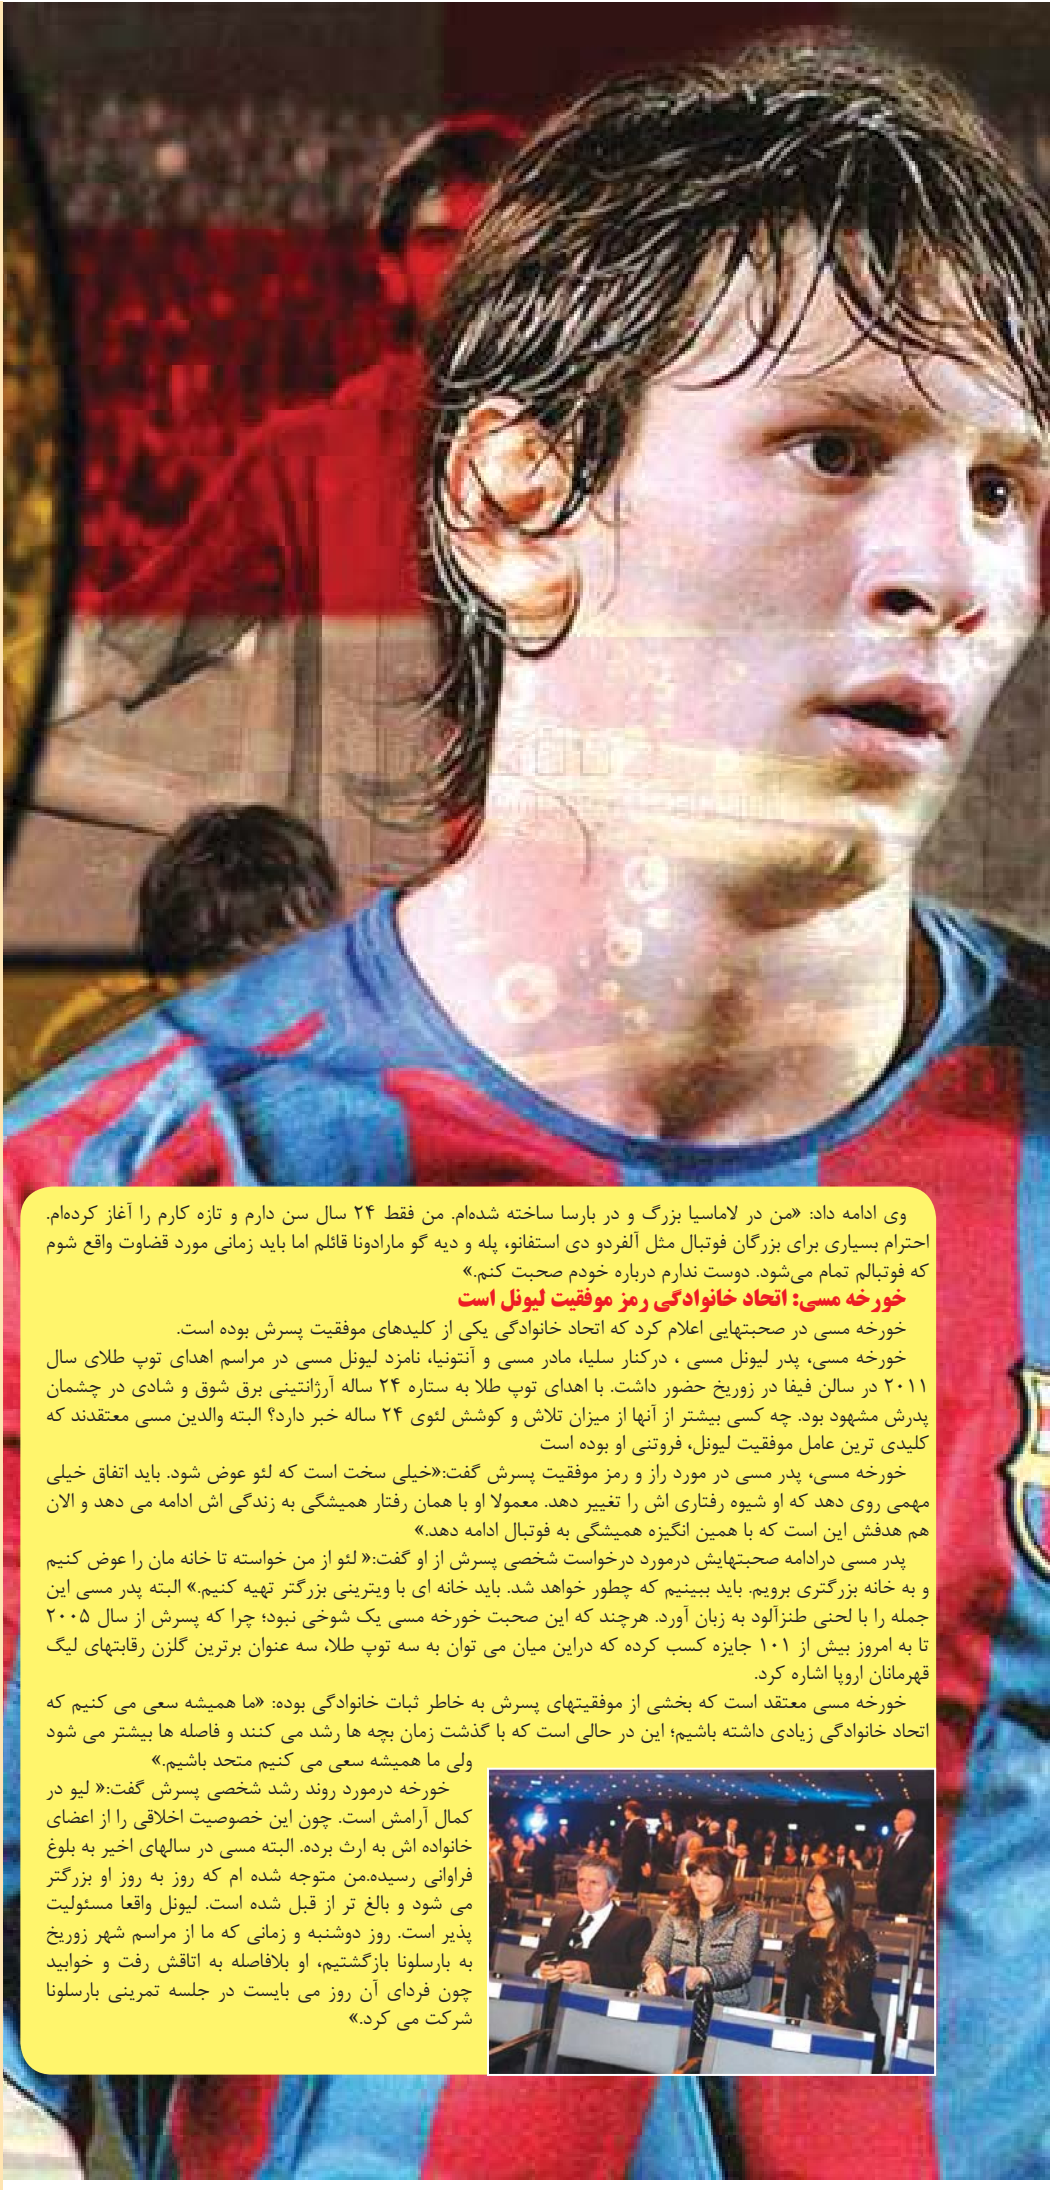 وی ادامه داد: «من در لاماسیا بزرگ و در بارسا ساخته شده‌ام. من فقط ۲۴ سال سن دارم و تازه کارم را آغاز کرده‌ام.
احترام بسیاری برای بزرگان فوتبال مثل آلفردو دی استفانو، پله و دیه گو مارادونا قائلم اما باید زمانی مورد قضاوت واقع شوم
که فوتبالم تمام می‌شود. دوست ندارم درباره خودم صحبت کنم.»
خورخه مسی: اتحاد خانوادگی رمز موفقیت لیونل است
خورخه مسی در صحبتهایی اعلام کرد که اتحاد خانوادگی یکی از کلیدهای موفقیت پسرش بوده است.
خورخه مسی، پدر لیونل مسی ، درکنار سلیا، مادر مسی و آنتونیا، نامزد لیونل مسی در مراسم اهدای توپ طلای سال
۲۰۱۱ در سالن فیفا در زوریخ حضور داشت. با اهدای توپ طلا به ستاره ۲۴ ساله آرژانتینی برق شوق و شادی در چشمان
پدرش مشهود بود. چه کسی بیشتر از آنها از میزان تلاش و کوشش لئوی ۲۴ ساله خبر دارد؟ البته والدین مسی معتقدند که
کلیدی ترین عامل موفقیت لیونل، فروتنی او بوده است
خورخه مسی، پدر مسی در مورد راز و رمز موفقیت پسرش گفت:«خیلی سخت است که لئو عوض شود. باید اتفاق خیلی
مهمی روی دهد که او شیوه رفتاری اش را تغییر دهد. معمولا او با همان رفتار همیشگی به زندگی اش ادامه می دهد و الان
هم هدفش این است که با همین انگیزه همیشگی به فوتبال ادامه دهد.»
پدر مسی درادامه صحبتهایش درمورد درخواست شخصی پسرش از او گفت:« لئو از من خواسته تا خانه مان را عوض کنیم
و به خانه بزرگتری برویم. باید ببینیم که چطور خواهد شد. باید خانه ای با ویترینی بزرگتر تهیه کنیم.» البته پدر مسی این
جمله را با لحنی طنزآلود به زبان آورد. هرچند که این صحبت خورخه مسی یک شوخی نبود؛ چرا که پسرش از سال ۲۰۰۵
تا به امروز بیش از ۱۰۱ جایزه کسب کرده که دراین میان می توان به سه توپ طلا، سه عنوان برترین گلزن رقابتهای لیگ
قهرمانان اروپا اشاره کرد.
خورخه مسی معتقد است که بخشی از موفقیتهای پسرش به خاطر ثبات خانوادگی بوده: «ما همیشه سعی می کنیم که
اتحاد خانوادگی زیادی داشته باشیم؛ این در حالی است که با گذشت زمان بچه ها رشد می کنند و فاصله ها بیشتر می شود
ولی ما همیشه سعی می کنیم متحد باشیم.»
خورخه درمورد روند رشد شخصی پسرش گفت:« لیو در
کمال آرامش است. چون این خصوصیت اخلاقی را از اعضای
خانواده اش به ارث برده. البته مسی در سالهای اخیر به بلوغ
فراوانی رسیده.من متوجه شده ام که روز به روز او بزرگتر
می شود و بالغ تر از قبل شده است. لیونل واقعا مسئولیت
پذیر است. روز دوشنبه و زمانی که ما از مراسم شهر زوریخ
به بارسلونا بازگشتیم، او بلافاصله به اتاقش رفت و خوابید
چون فردای آن روز می بایست در جلسه تمرینی بارسلونا
شرکت می کرد.»